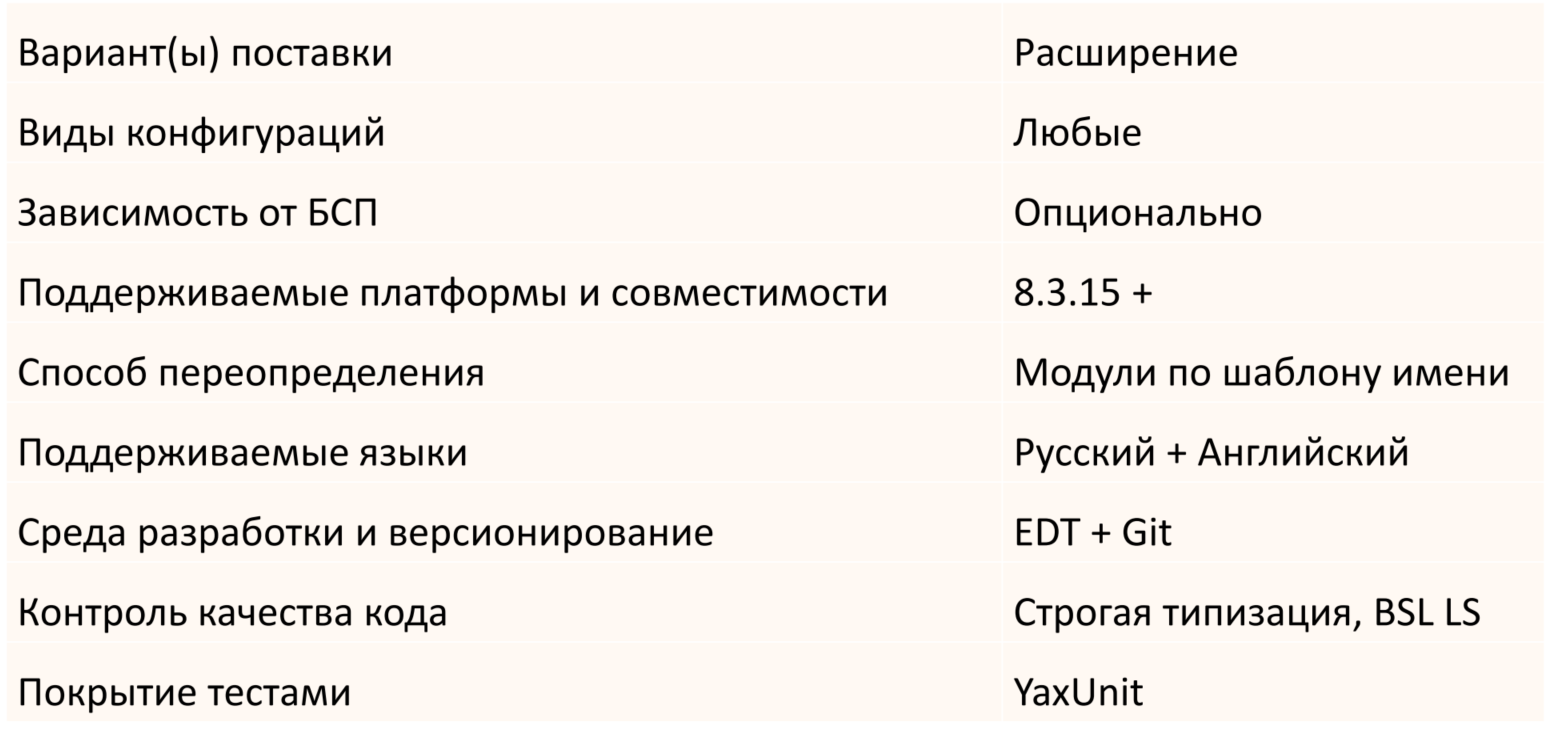 Вариант(ы) поставки Расширение
Виды конфигураций Любые
Зависимость от БСП Опционально
Поддерживаемые платформы и совместимости 8.3.15 +
Способ переопределения Модули по шаблону имени
Поддерживаемые языки Русский + Английский
Среда разработки и версионирование EDT + Git
Контроль качества кода Строгая типизация, BSL LS
Покрытие тестами YaxUnit